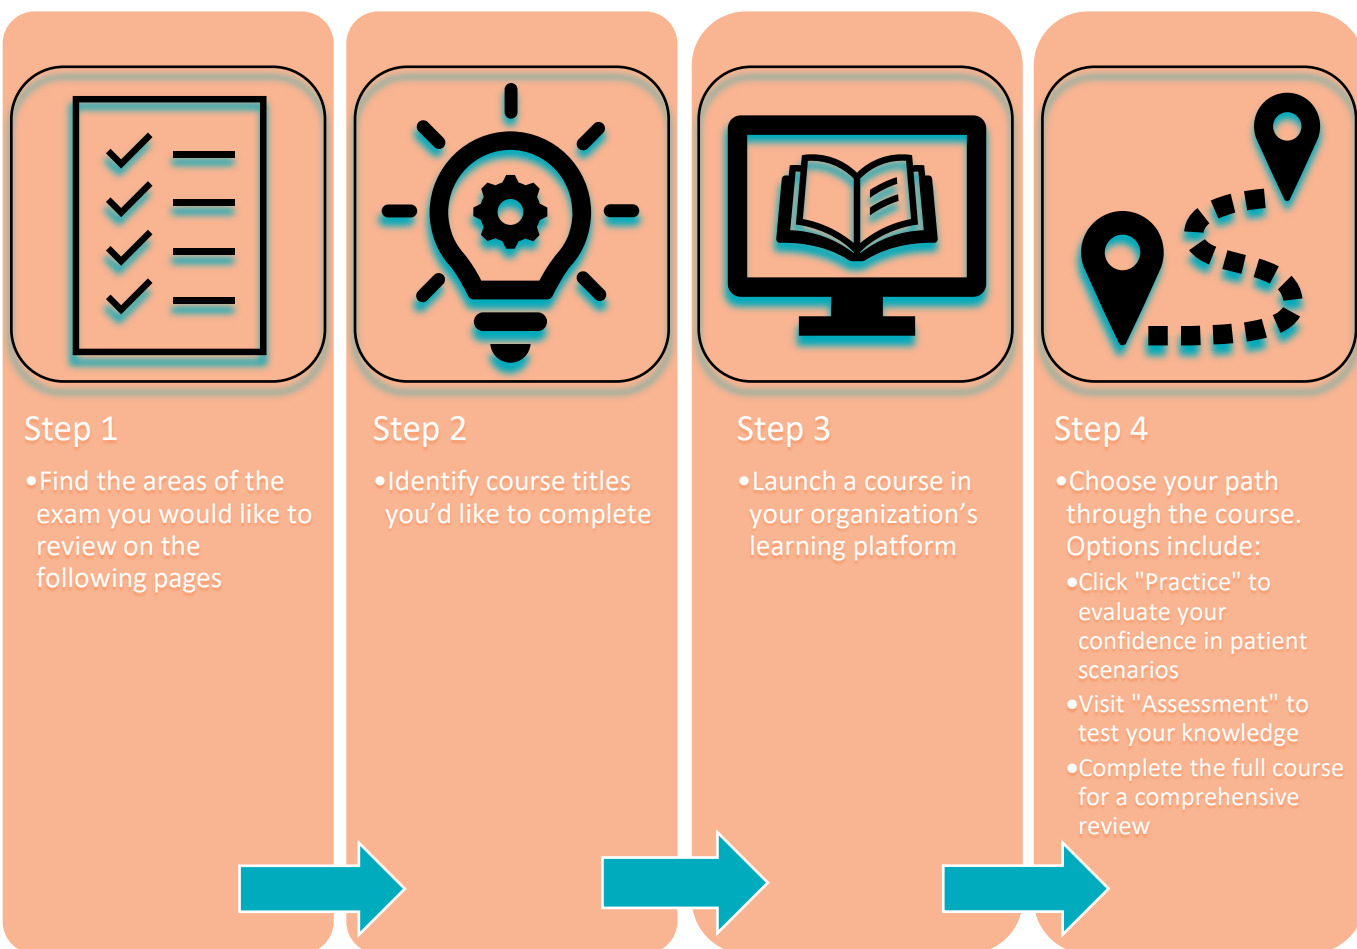 Step 1
•Find the areas of the
exam you would like to
review on the
following pages
Step 2
•Identify course titles
you’d like to complete
Step 3
•Launch a course in
your organization’s
learning platform
Step 4
•Choose your path
through the course.
Options include:
•Click "Practice" to
evaluate your
confidence in patient
scenarios
•Visit "Assessment" to
test your knowledge
•Complete the full course
for a comprehensive
review